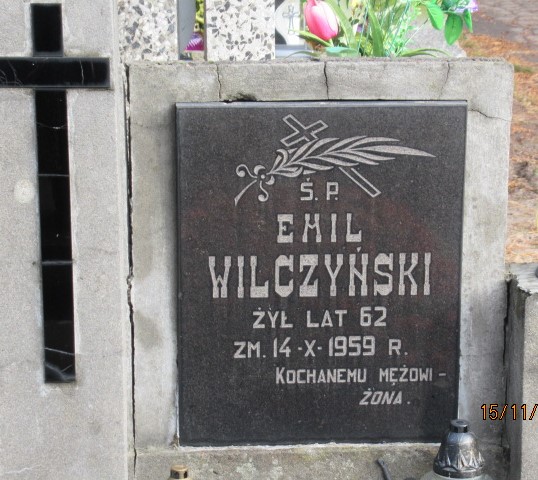 Ś.P.
EMIL
WILCZYŃSKI
ŻYŁ LAT 62
ZM. 14-X-1959 R.
KOCHANEMU MĘŻOWI -
ŻONA.
15/11/